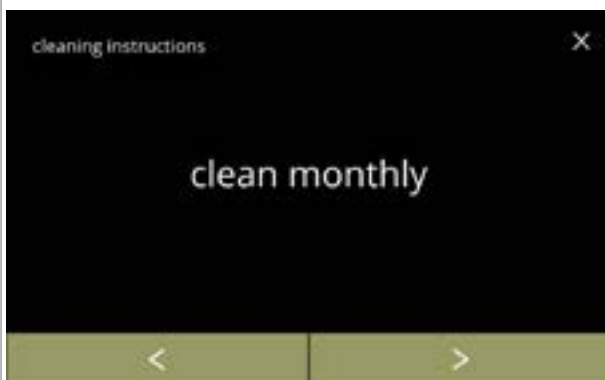 cleaning instructions ×
clean monthly
< >